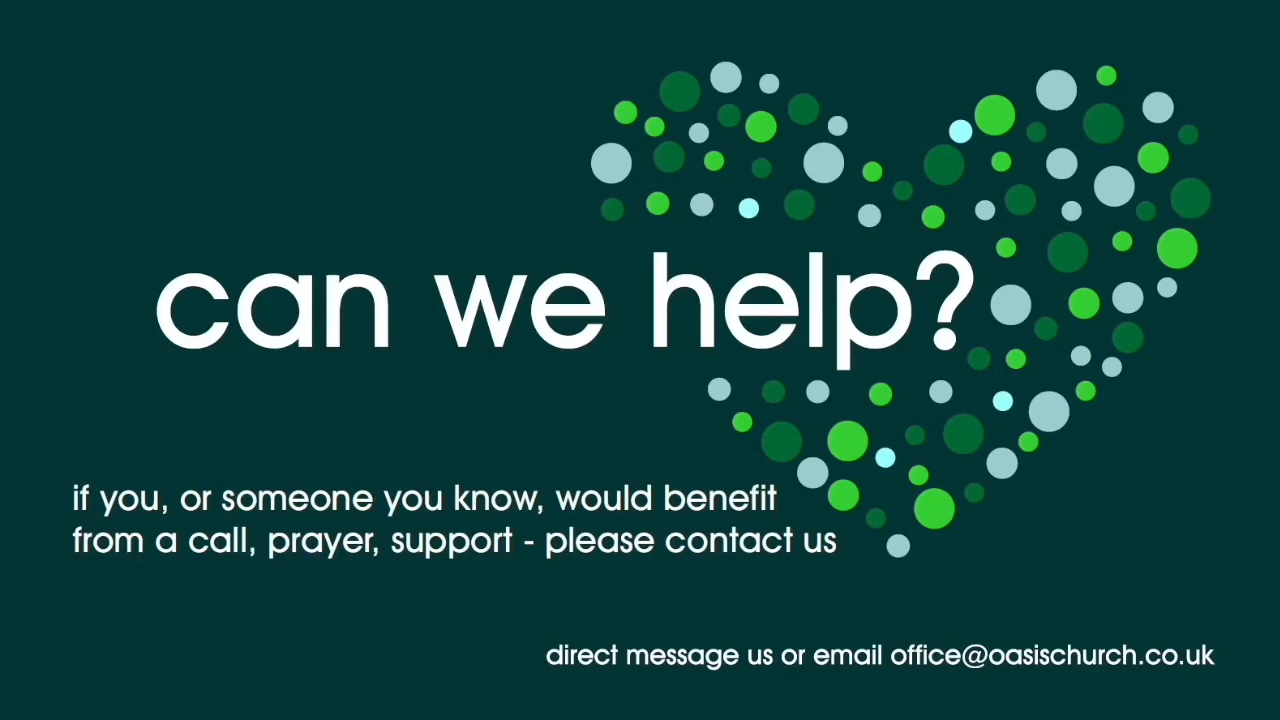 can we help?
if you, or someone you know, would benefit
from a call, prayer, support - please contact us
direct message us or email office@oasischurch.co.uk